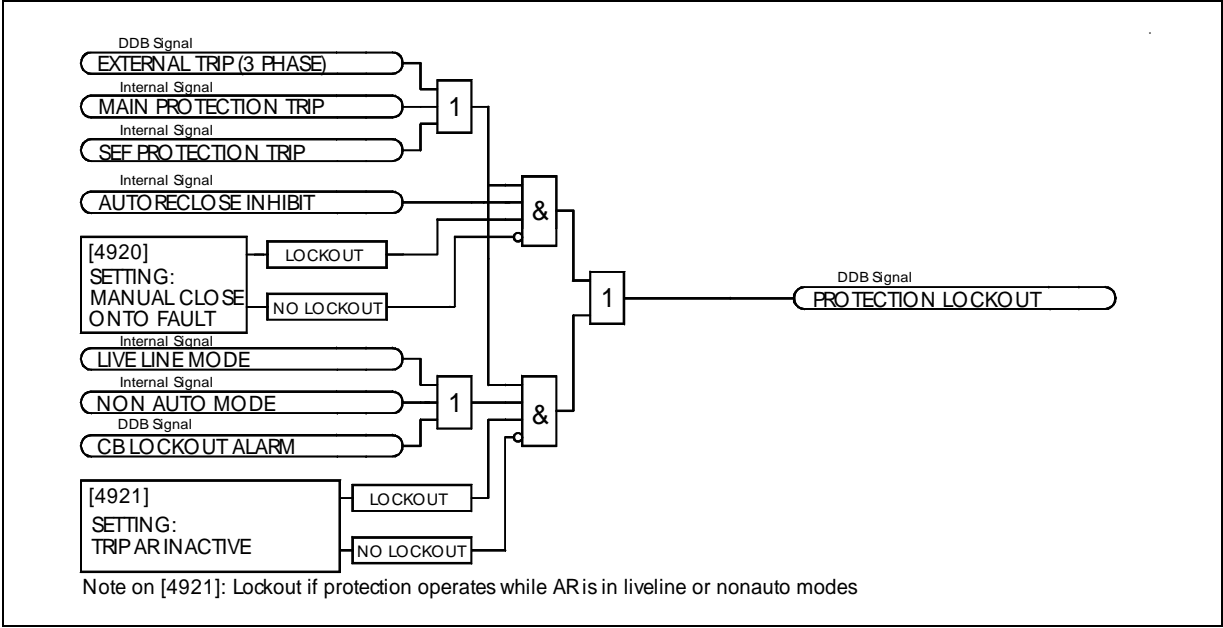 DDB Signal
EXTERNAL TRIP (3 PHASE)
Internal Signal
MAIN PROTECTION TRIP
1
Internal Signal
SEF PROTECTION TRIP
Internal Signal
AUTORECLOSE INHIBIT
&
[4920]
SETTING:
MANUAL CLOSE
ONTO FAULT
LOCKOUT
NO LOCKOUT
1
DDB Signal
PROTECTION LOCKOUT
Internal Signal
LIVE LINE MODE
Internal Signal
NON AUTO MODE
1
&
DDB Signal
CB LOCKOUT ALARM
[4921]
SETTING:
TRIP AR INACTIVE
LOCKOUT
NO LOCKOUT
Note on [4921]: Lockout if protection operates while AR is in liveline or nonauto modes